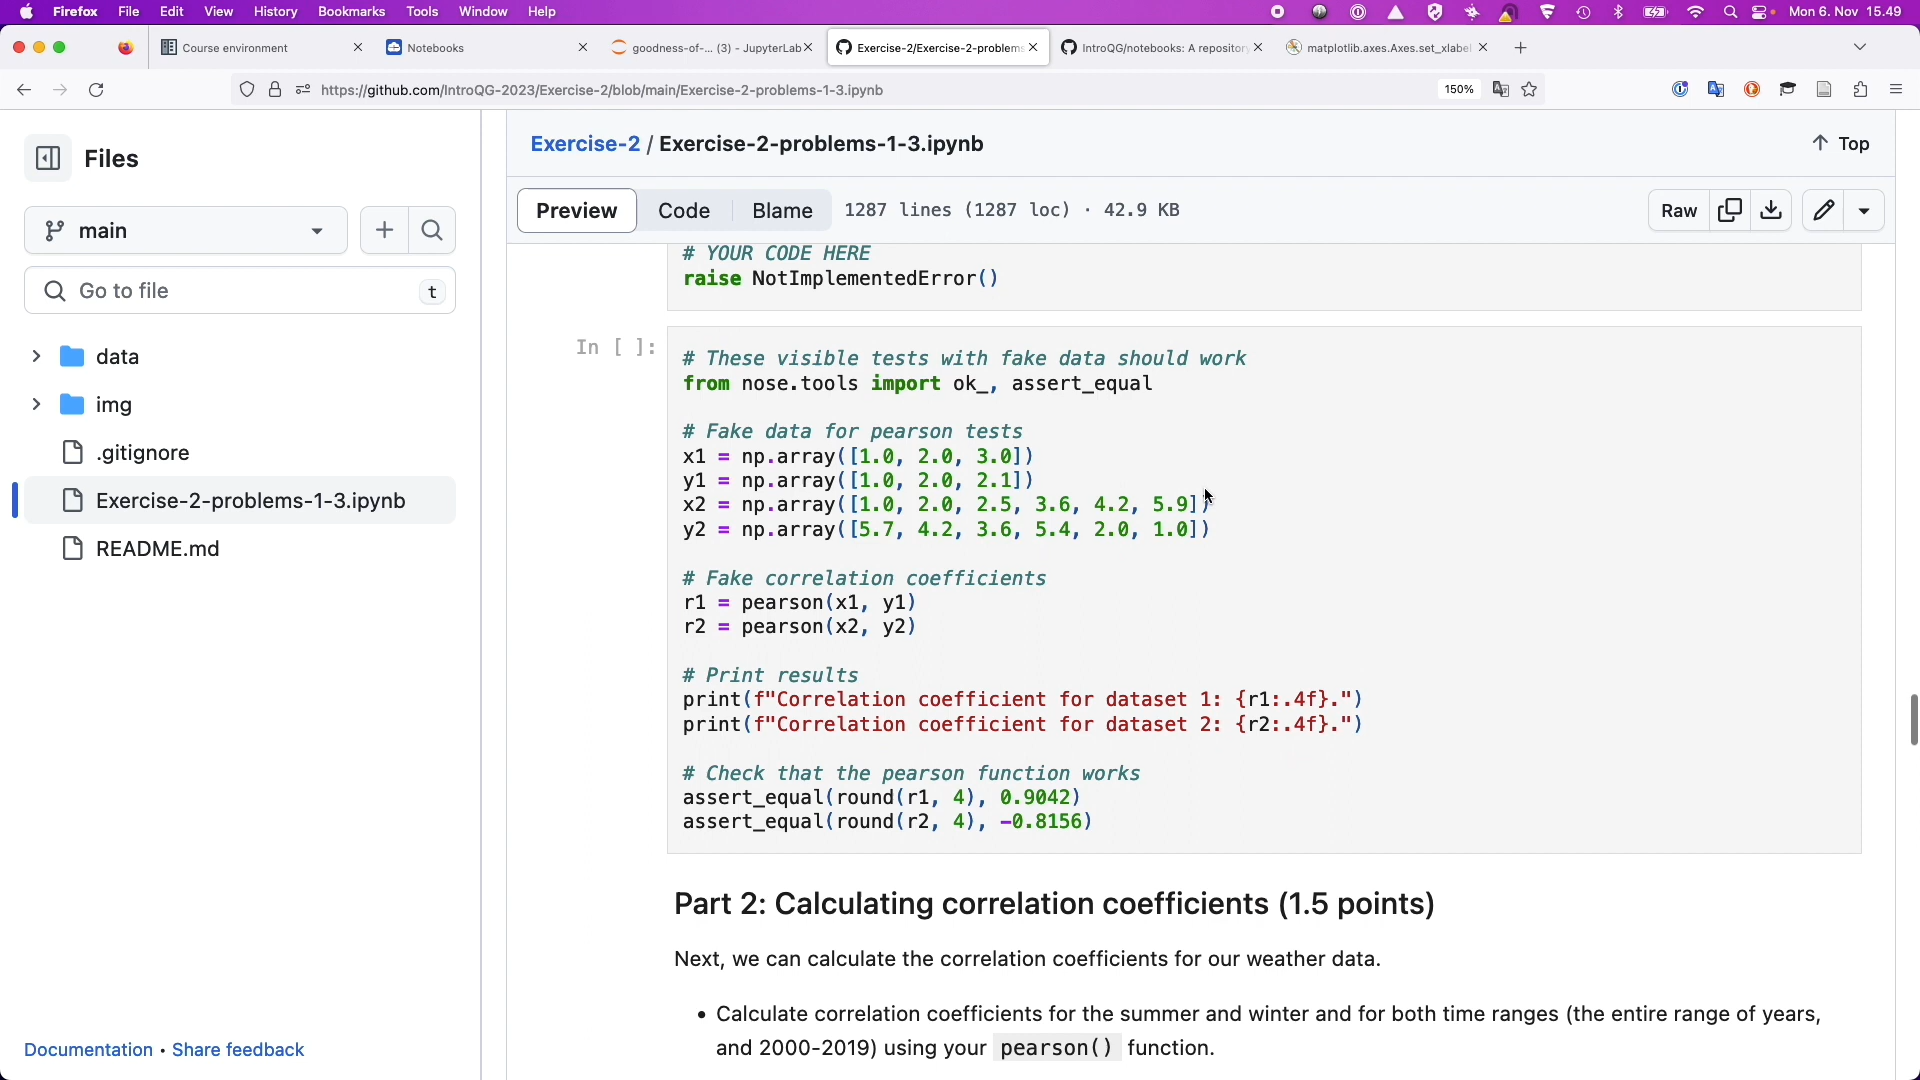 Firefox File Edit View History Bookmarks Tools Window Help Mon 6. Nov 15.49
Course environment
Notebooks
goodness-of-... (3) - JupyterLab
Exercise-2/Exercise-2-problems
IntroQG/notebooks: A repository
matplotlib.axes.Axes.set_xlabel
https://github.com/IntroQG-2023/Exercise-2/blob/main/Exercise-2-problems-1-3.ipynb 150%
Files
main
Go to file t
data
img
.gitignore
Exercise-2-problems-1-3.ipynb
README.md
Documentation • Share feedback
Exercise-2 / Exercise-2-problems-1-3.ipynb Top
Preview Code Blame 1287 lines (1287 loc) · 42.9 KB Raw
# YOUR CODE HERE
raise NotImplementedError()
In [ ]:
# These visible tests with fake data should work
from nose.tools import ok_, assert_equal
# Fake data for pearson tests
x1 = np.array([1.0, 2.0, 3.0])
y1 = np.array([1.0, 2.0, 2.1])
x2 = np.array([1.0, 2.0, 2.5, 3.6, 4.2, 5.9])
y2 = np.array([5.7, 4.2, 3.6, 5.4, 2.0, 1.0])
# Fake correlation coefficients
r1 = pearson(x1, y1)
r2 = pearson(x2, y2)
# Print results
print(f"Correlation coefficient for dataset 1: {r1:.4f}.")
print(f"Correlation coefficient for dataset 2: {r2:.4f}.")
# Check that the pearson function works
assert_equal(round(r1, 4), 0.9042)
assert_equal(round(r2, 4), -0.8156)
Part 2: Calculating correlation coefficients (1.5 points)
Next, we can calculate the correlation coefficients for our weather data.
• Calculate correlation coefficients for the summer and winter and for both time ranges (the entire range of years,
and 2000-2019) using your pearson() function.